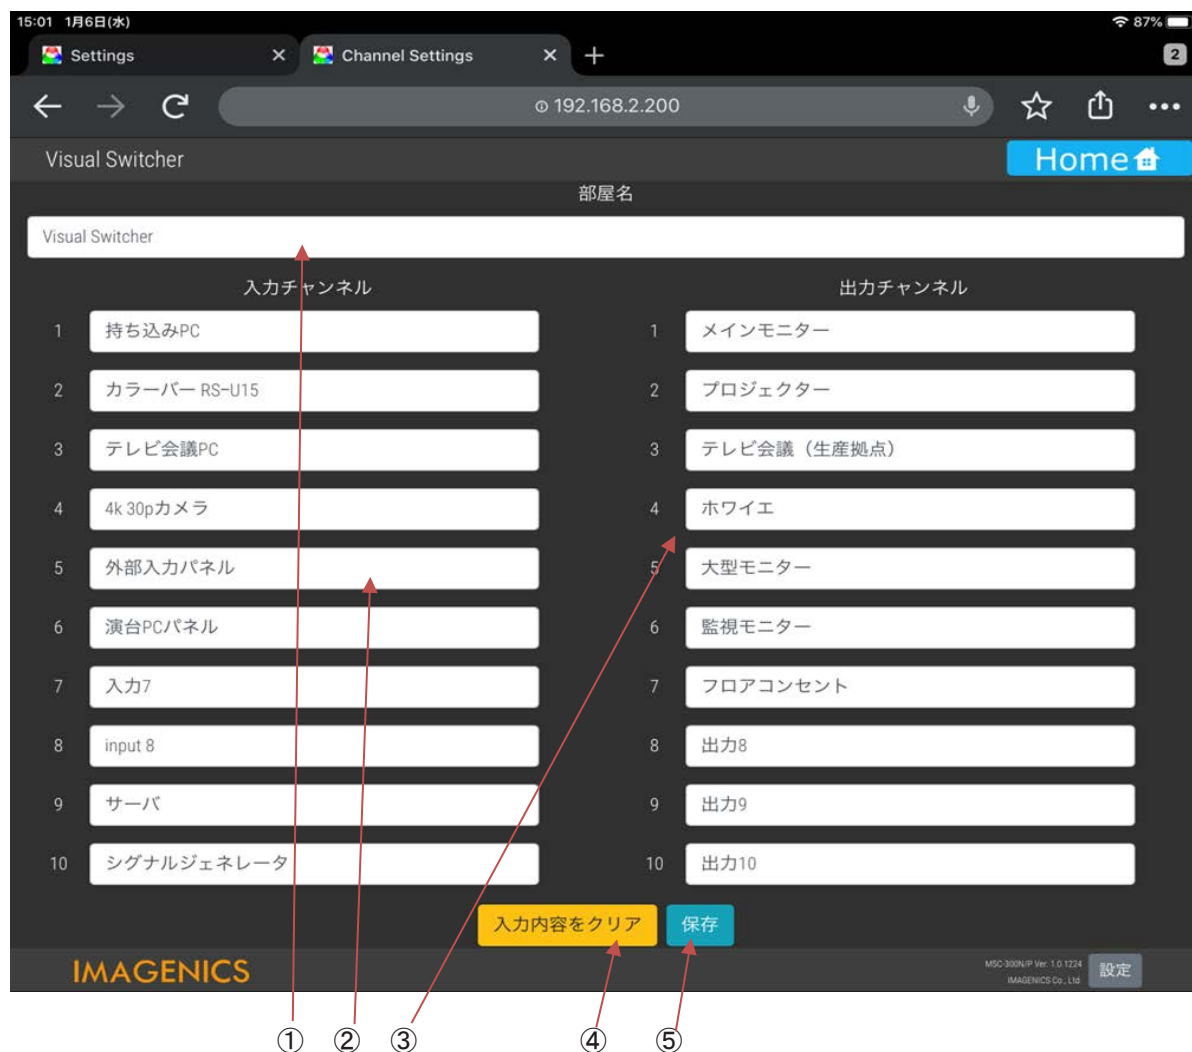 15:01 1月6日(水)
87%
Settings
Channel Settings
2
192.168.2.200
Visual Switcher
Home
部屋名
Visual Switcher
入力チャンネル
出力チャンネル
1 持ち込みPC
1 メインモニター
2 カラーバー RS-U15
2 プロジェクター
3 テレビ会議PC
3 テレビ会議（生産拠点）
4 4k 30pカメラ
4 ホワイエ
5 外部入力パネル
5 大型モニター
6 演台PCパネル
6 監視モニター
7 入力7
7 フロアコンセント
8 input 8
8 出力8
9 サーバ
9 出力9
10 シグナルジェネレータ
10 出力10
入力内容をクリア
保存
IMAGENICS
MSC-300N/P Ver. 1.0.1224
IMAGENICS Co., Ltd.
設定
① ② ③ ④ ⑤